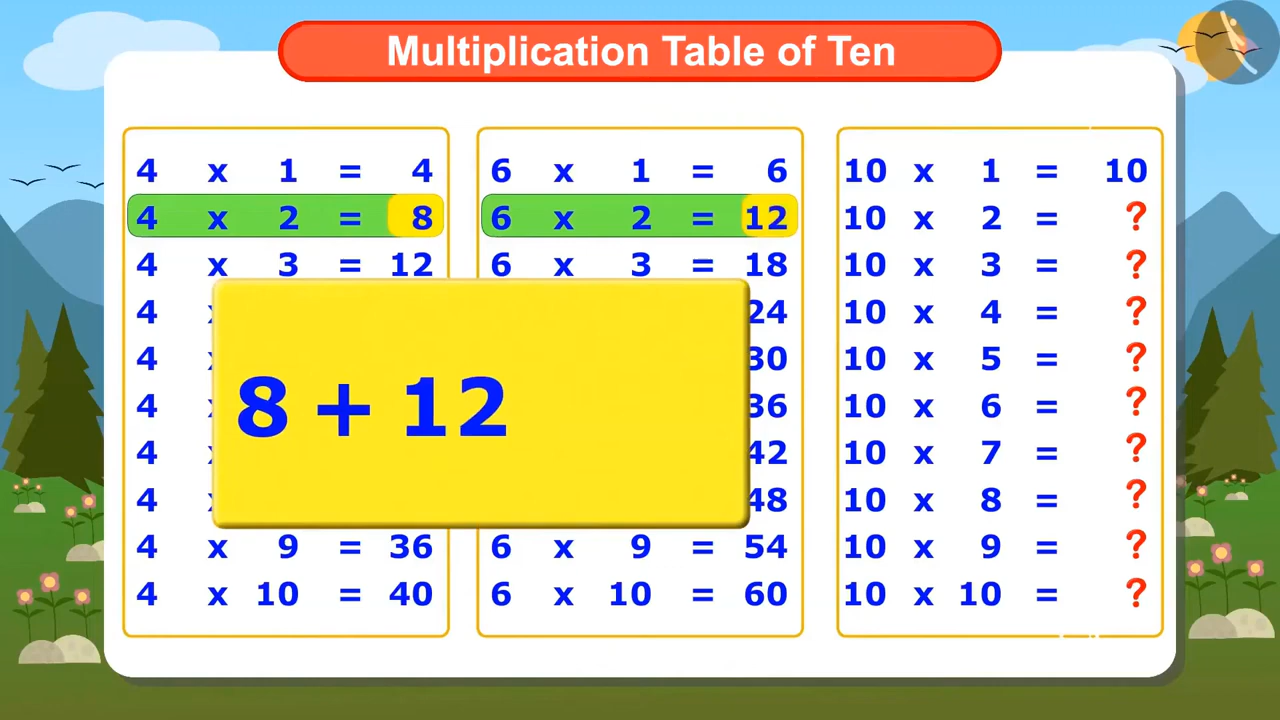 Multiplication Table of Ten
4 x 1 = 4
4 x 2 = 8
4 x 3 = 12
4
4
4
4
4
4 x 9 = 36
4 x 10 = 40
6 x 1 = 6
6 x 2 = 12
6 x 3 = 18
24
30
36
42
48
6 x 9 = 54
6 x 10 = 60
8 + 12
10 x 1 = 10
10 x 2 = ?
10 x 3 = ?
10 x 4 = ?
10 x 5 = ?
10 x 6 = ?
10 x 7 = ?
10 x 8 = ?
10 x 9 = ?
10 x 10 = ?